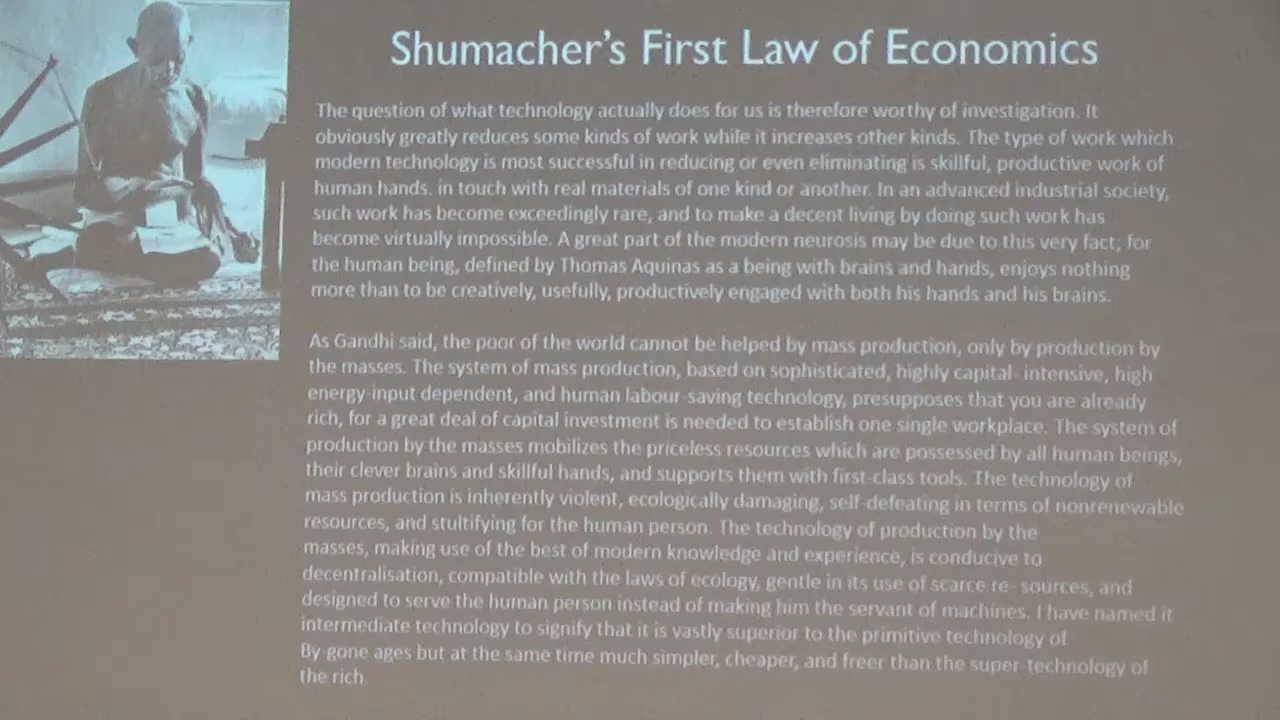 Shumacher's First Law of Economics
The question of what technology actually does for us is therefore worthy of investigation. It
obviously greatly reduces some kinds of work while it increases other kinds. The type of work which
modern technology is most successful in reducing or even eliminating is skillful, productive work of
human hands. in touch with real materials of one kind or another. In an advanced industrial society,
such work has become exceedingly rare, and to make a decent living by doing such work has
become virtually impossible. A great part of the modern neurosis may be due to this very fact; for
the human being, defined by Thomas Aquinas as a being with brains and hands, enjoys nothing
more than to be creatively, usefully, productively engaged with both his hands and his brains.
As Gandhi said, the poor of the world cannot be helped by mass production, only by production by
the masses. The system of mass production, based on sophisticated, highly capital- intensive, high
energy-input dependent, and human labour-saving technology, presupposes that you are already
rich, for a great deal of capital investment is needed to establish one single workplace. The system of
production by the masses mobilizes the priceless resources which are possessed by all human beings,
their clever brains and skillful hands, and supports them with first-class tools. The technology of
mass production is inherently violent, ecologically damaging, self-defeating in terms of nonrenewable
resources, and stultifying for the human person. The technology of production by the
masses, making use of the best of modern knowledge and experience, is conducive to
decentralisation, compatible with the laws of ecology, gentle in its use of scarce re- sources, and
designed to serve the human person instead of making him the servant of machines. I have named it
intermediate technology to signify that it is vastly superior to the primitive technology of
By-gone ages but at the same time much simpler, cheaper, and freer than the super-technology of
the rich.